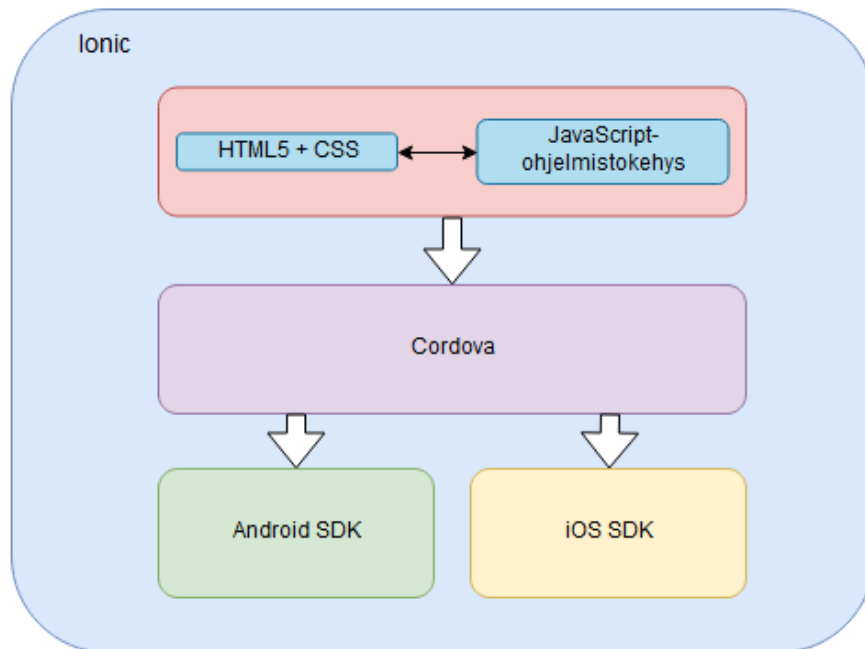 Ionic
HTML5 + CSS
JavaScript-
ohjelmistokehys
Cordova
Android SDK
iOS SDK